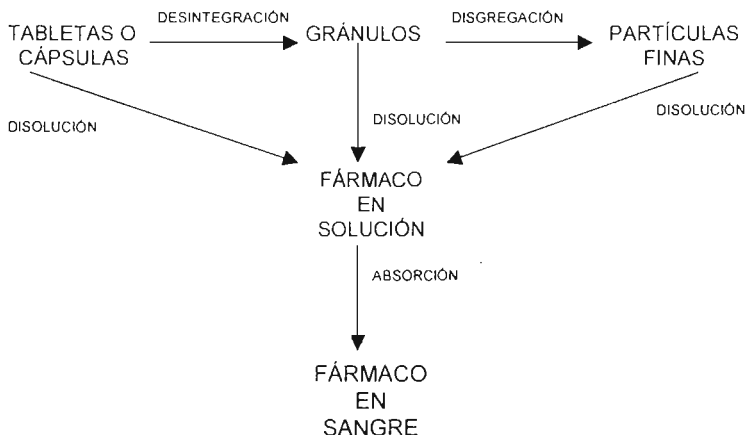 DESINTEGRACIÓN
DISGREGACIÓN
TABLETAS O
CÁPSULAS
GRÁNULOS
PARTÍCULAS
FINAS
DISOLUCIÓN
DISOLUCIÓN
DISOLUCIÓN
FÁRMACO
EN
SOLUCIÓN
ABSORCIÓN
FÁRMACO
EN
SANGRE